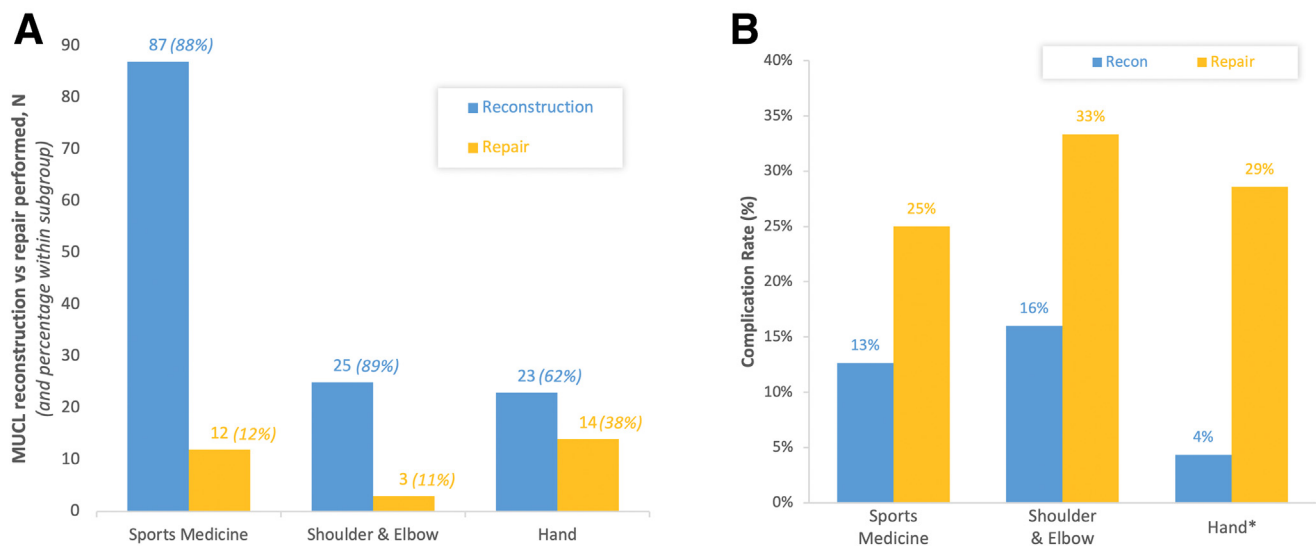 A
MUCL reconstruction vs repair performed, N
(and percentage within subgroup)
90
80
70
60
50
40
30
20
10
0
87 (88%)
12 (12%)
25 (89%)
3 (11%)
23 (62%)
14 (38%)
Reconstruction
Repair
Sports Medicine
Shoulder & Elbow
Hand
B
Complication Rate (%)
40%
35%
30%
25%
20%
15%
10%
5%
0%
Recon Repair
13%
25%
16%
33%
4%
29%
Sports
Medicine
Shoulder
& Elbow
Hand*